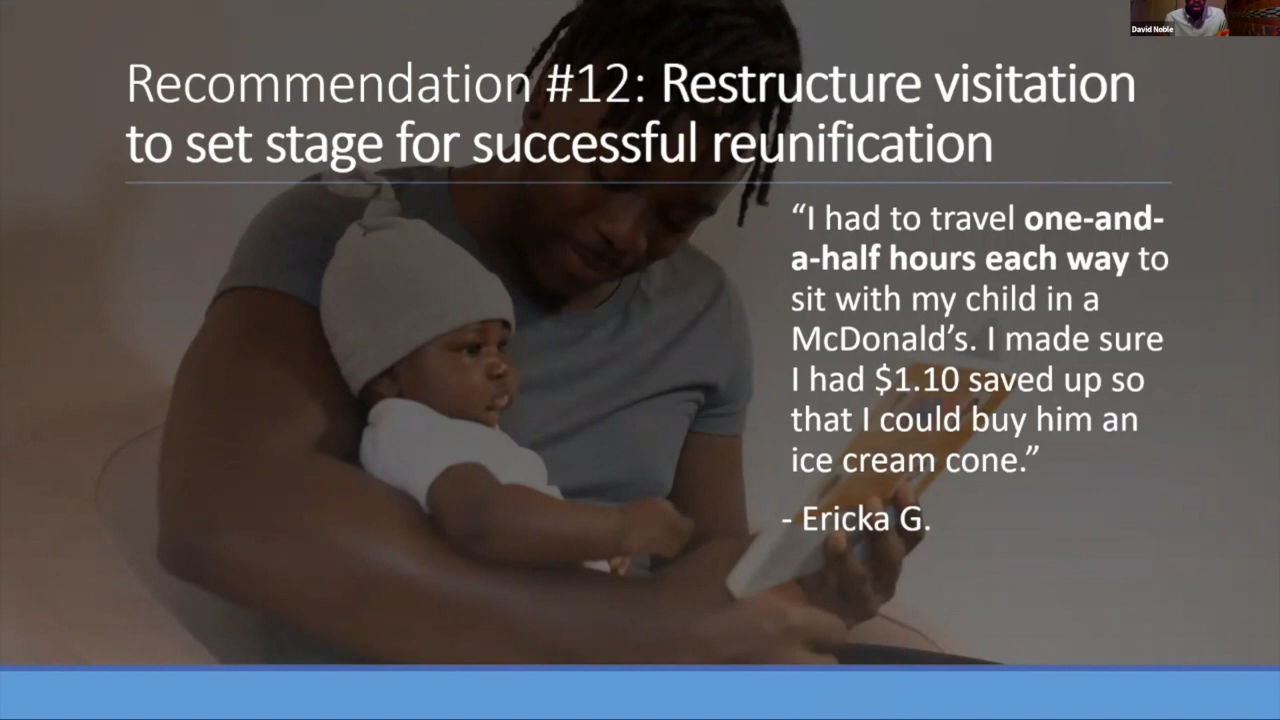 David Noble
Recommendation #12: Restructure visitation
to set stage for successful reunification
“I had to travel one-and-
a-half hours each way to
sit with my child in a
McDonald’s. I made sure
I had $1.10 saved up so
that I could buy him an
ice cream cone.”
- Ericka G.